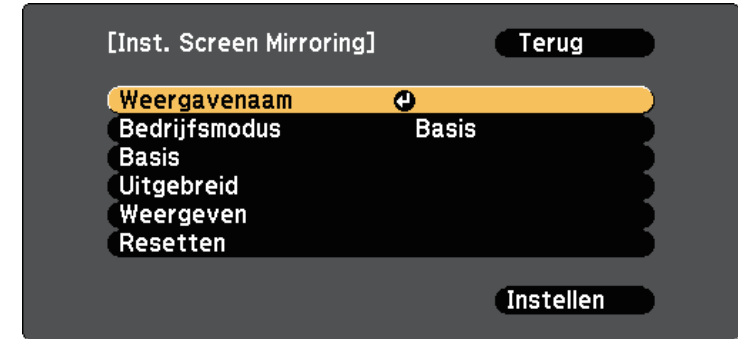 [Inst. Screen Mirroring] Terug
Weergavenaam
Bedrijfsmodus Basis
Basis
Uitgebreid
Weergeven
Resetten
Instellen